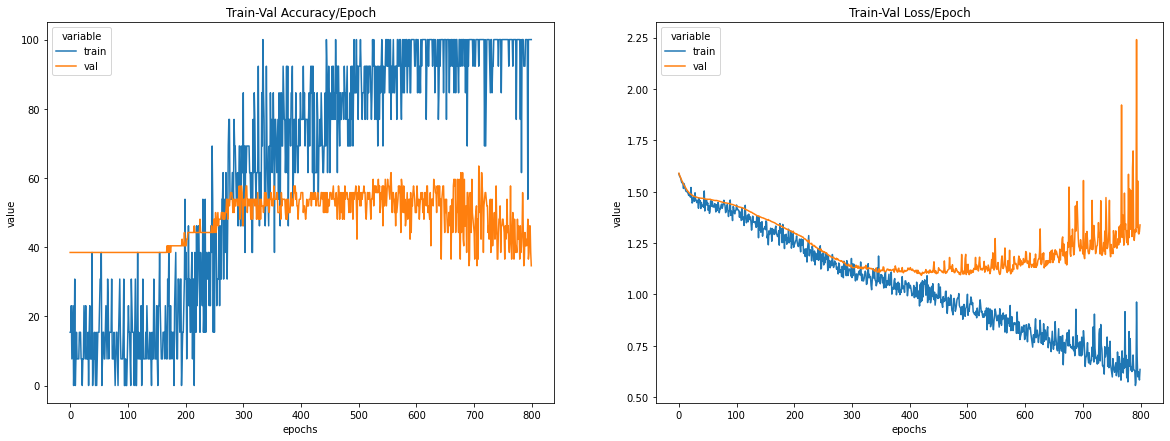 Train-Val Accuracy/Epoch
variable
train
val
value
100
80
60
40
20
0
0 100 200 300 400 500 600 700 800
epochs
Train-Val Loss/Epoch
variable
train
val
value
2.25
2.00
1.75
1.50
1.25
1.00
0.75
0.50
0 100 200 300 400 500 600 700 800
epochs